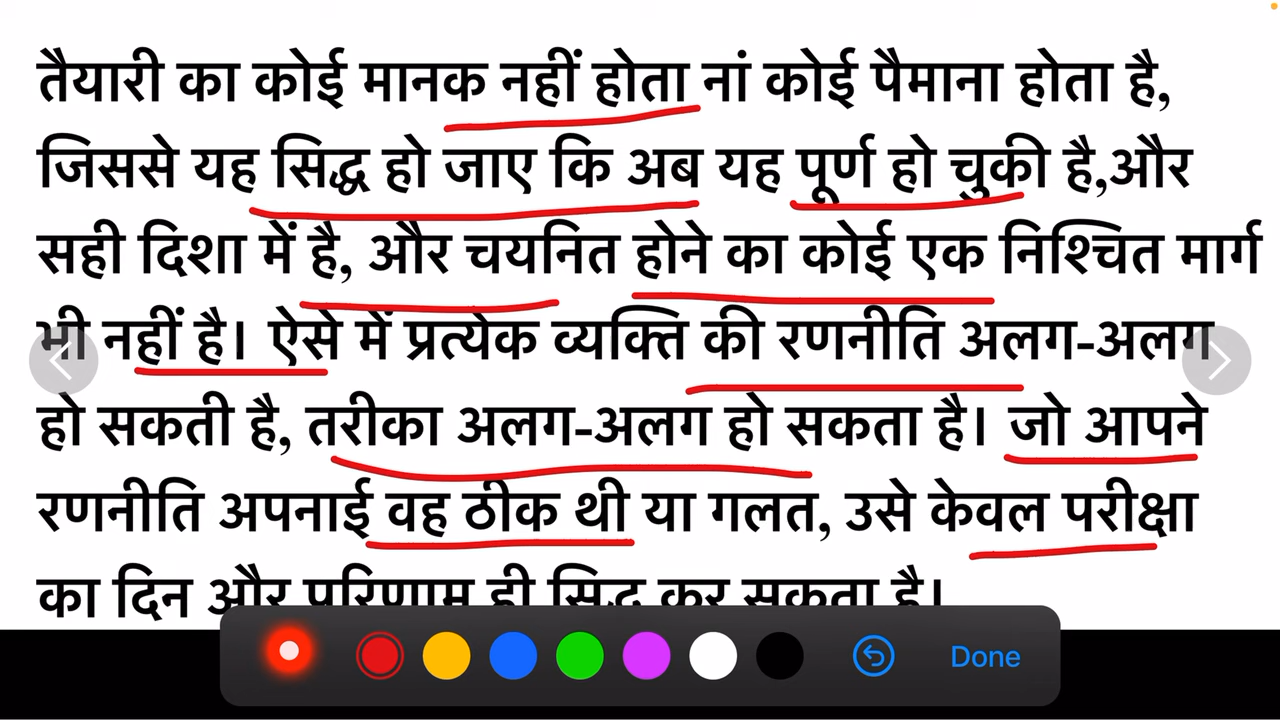 तैयारी का कोई मानक नहीं होता नां कोई पैमाना होता है,
जिससे यह सिद्ध हो जाए कि अब यह पूर्ण हो चुकी है,और
सही दिशा में है, और चयनित होने का कोई एक निश्चित मार्ग
भी नहीं है। ऐसे में प्रत्येक व्यक्ति की रणनीति अलग-अलग
हो सकती है, तरीका अलग-अलग हो सकता है। जो आपने
रणनीति अपनाई वह ठीक थी या गलत, उसे केवल परीक्षा
का दिन और परिणाम ही सिद्ध कर सकता है।
Done